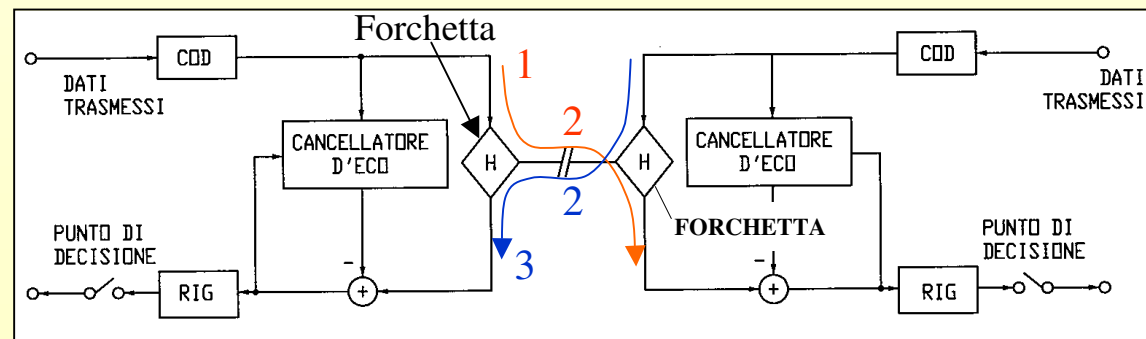 Forchetta
COD
DATI
TRASMESSI
CANCELLATORE
D'ECO
H
1
2
2
3
PUNTO DI
DECISIONE
RIG
-
+
COD
DATI
TRASMESSI
CANCELLATORE
D'ECO
H
FORCHETTA
PUNTO DI
DECISIONE
-
+
RIG